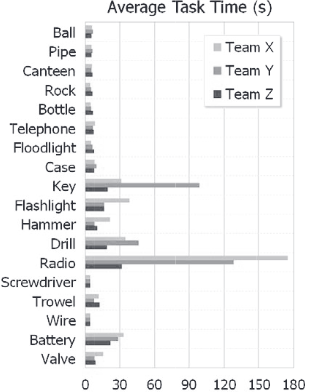 Average Task Time (s)
Team X
Team Y
Team Z
Ball
Pipe
Canteen
Rock
Bottle
Telephone
Floodlight
Case
Key
Flashlight
Hammer
Drill
Radio
Screwdriver
Trowel
Wire
Battery
Valve
0 30 60 90 120 150 180